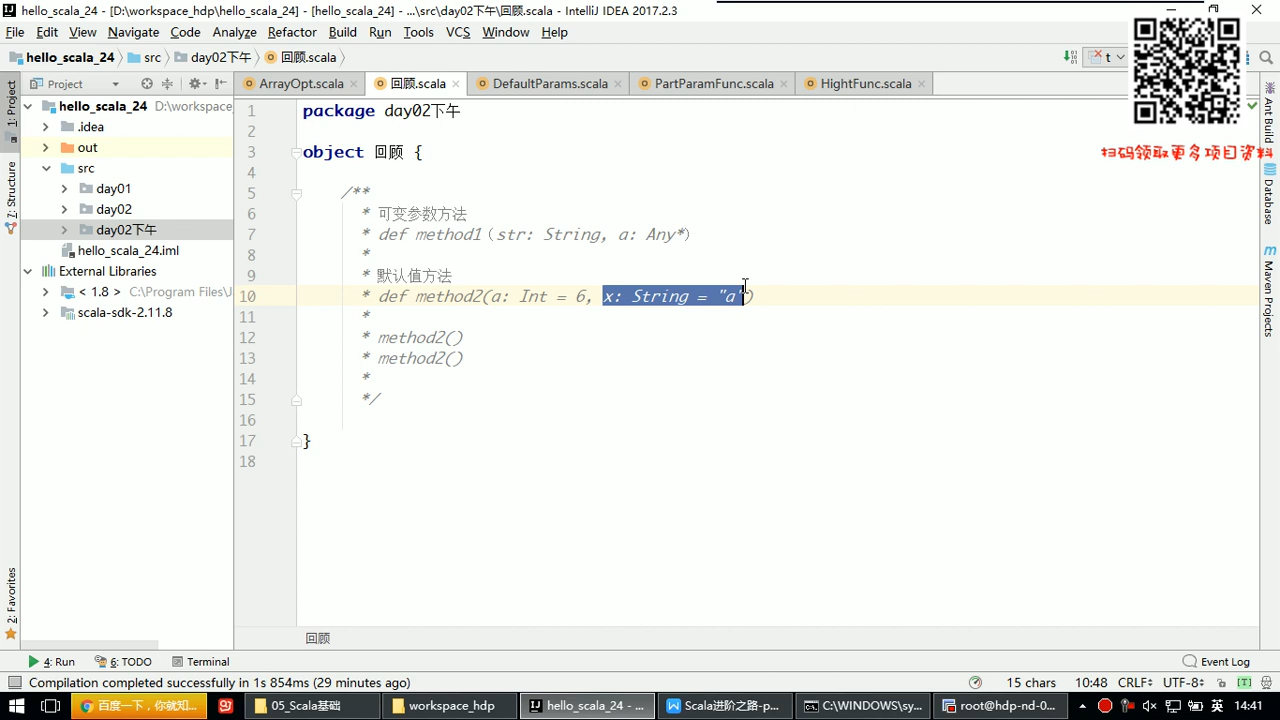 hello_scala_24 - [D:\workspace_hdp\hello_scala_24] - [hello_scala_24] - ...\src\day02下午\回顾.scala - IntelliJ IDEA 2017.2.3
File Edit View Navigate Code Analyze Refactor Build Run Tools VCS Window Help
hello_scala_24 src day02下午 回顾.scala t
扫码领取更多项目资料
Project ArrayOpt.scala 回顾.scala DefaultParams.scala PartParamFunc.scala HightFunc.scala
1: Project
Z: Structure
2: Favorites
hello_scala_24 D:\workspace_
.idea
out
src
day01
day02
day02下午
hello_scala_24.iml
External Libraries
< 1.8 > C:\Program Files\J
scala-sdk-2.11.8
1 package day02下午
2
3 object 回顾 {
4
5 /**
6 * 可变参数方法
7 * def method1（str: String, a: Any*）
8 *
9 * 默认值方法
10 * def method2(a: Int = 6, x: String = "a")
11 *
12 * method2()
13 * method2()
14 *
15 */
16
17 }
18
回顾
Ant Build
Database
Maven Projects
4: Run 6: TODO Terminal Event Log
Compilation completed successfully in 1s 854ms (29 minutes ago) 15 chars 10:48 CRLF UTF-8 [T]
百度一下，你就知... 05_Scala基础 workspace_hdp hello_scala_24 - ... Scala进阶之路-p... C:\WINDOWS\sy... root@hdp-nd-0... 英 14:41